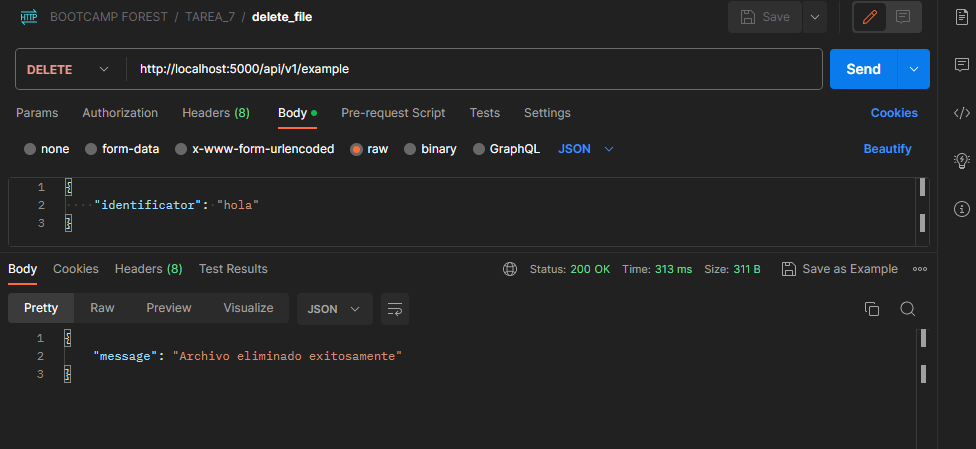 HTTP BOOTCAMP FOREST / TAREA_7 / delete_file Save
DELETE http://localhost:5000/api/v1/example Send
Params Authorization Headers (8) Body Pre-request Script Tests Settings Cookies
none form-data x-www-form-urlencoded raw binary GraphQL JSON Beautify
1 {
2 "identificator": "hola"
3 }
Body Cookies Headers (8) Test Results Status: 200 OK Time: 313 ms Size: 311 B Save as Example
Pretty Raw Preview Visualize JSON
1 {
2 "message": "Archivo eliminado exitosamente"
3 }